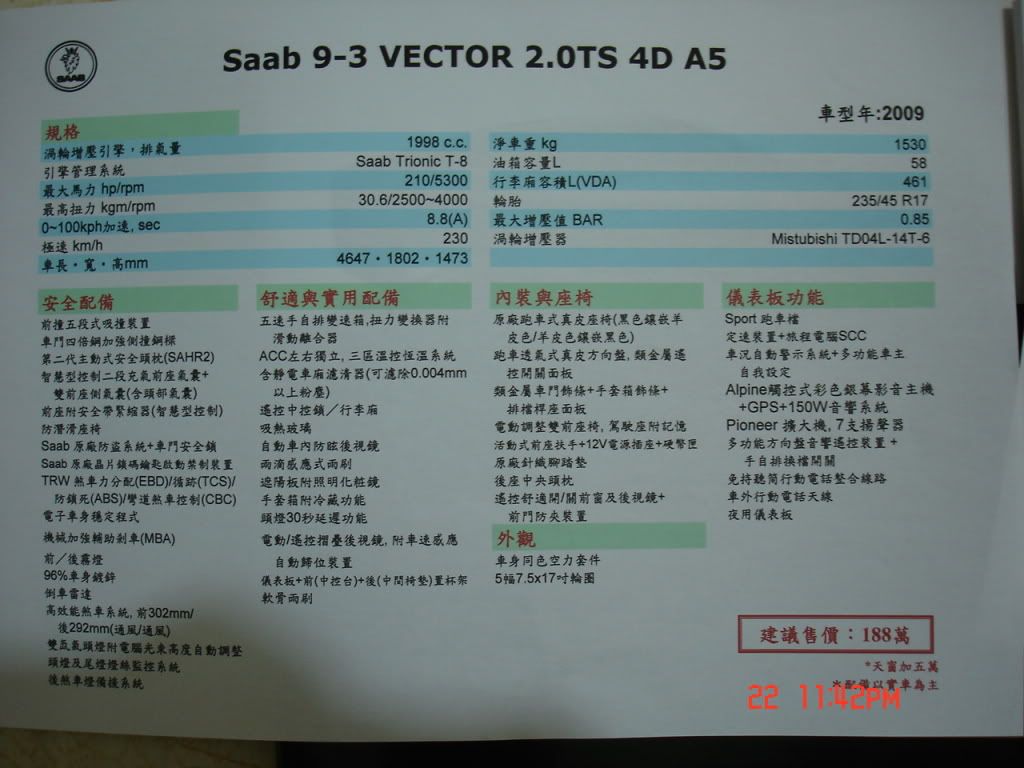 SAAB
Saab 9-3 VECTOR 2.0TS 4D A5
車型年:2009
規格
渦輪增壓引擎，排氣量 1998 c.c.
引擎管理系統 Saab Trionic T-8
最大馬力 hp/rpm 210/5300
最高扭力 kgm/rpm 30.6/2500~4000
0~100kph加速, sec 8.8(A)
極速 km/h 230
車長・寬・高mm 4647・1802・1473
淨車重 kg 1530
油箱容量L 58
行李廂容積L(VDA) 461
輪胎 235/45 R17
最大增壓值 BAR 0.85
渦輪增壓器 Mistubishi TD04L-14T-6
安全配備
前撞五段式吸撞裝置
車門四倍鋼加強側撞鋼樑
第二代主動式安全頭枕(SAHR2)
智慧型控制二段充氣前座氣囊+
雙前座側氣囊(含頭部氣囊)
前座附安全帶緊縮器(智慧型控制)
防潛滑座椅
Saab 原廠防盜系統+車門安全鎖
Saab 原廠晶片鎖碼鑰匙啟動禁制裝置
TRW 煞車力分配(EBD)/循跡(TCS)/
防鎖死(ABS)/彎道煞車控制(CBC)
電子車身穩定程式
機械加強輔助剎車(MBA)
前／後霧燈
96%車身鍍鋅
倒車雷達
高效能煞車系統, 前302mm/
後292mm(通風/通風)
雙氙氣頭燈附電腦光束高度自動調整
頭燈及尾燈燈絲監控系統
後煞車燈備援系統
舒適與實用配備
五速手自排變速箱,扭力變換器附
滑動離合器
ACC左右獨立, 三區溫控恆溫系統
含靜電車廂濾清器(可濾除0.004mm
以上粉塵)
遙控中控鎖／行李廂
吸熱玻璃
自動車內防眩後視鏡
雨滴感應式雨刷
遮陽板附照明化粧鏡
手套箱附冷藏功能
頭燈30秒延遲功能
電動/遙控摺疊後視鏡, 附車速感應
自動歸位裝置
儀表板+前(中控台)+後(中間椅墊)置杯架
軟骨雨刷
內裝與座椅
原廠跑車式真皮座椅(黑色鑲嵌羊
皮色/羊皮色鑲嵌黑色)
跑車透氣式真皮方向盤, 類金屬遙
控開關面板
類金屬車門飾條+手套箱飾條+
排檔桿座面板
電動調整雙前座椅, 駕駛座附記憶
活動式前座扶手+12V電源插座+硬幣匣
原廠針織腳踏墊
後座中央頭枕
遙控舒適開/關前窗及後視鏡+
前門防夾裝置
外觀
車身同色空力套件
5幅7.5x17吋輪圈
儀表板功能
Sport 跑車檔
定速裝置+旅程電腦SCC
車況自動警示系統+多功能車主
自我設定
Alpine觸控式彩色銀幕影音主機
+GPS+150W音響系統
Pioneer 擴大機, 7支揚聲器
多功能方向盤音響遙控裝置 +
手自排換檔開關
免持聽筒行動電話整合線路
車外行動電話天線
夜用儀表板
建議售價：188萬
*天窗加五萬
*配備以實車為主
22 11:42PM